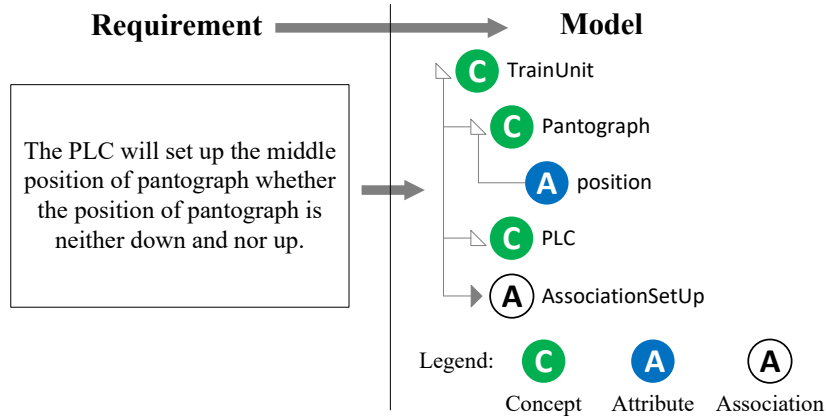 Requirement
Model
The PLC will set up the middle
position of pantograph whether
the position of pantograph is
neither down and nor up.
C TrainUnit
C Pantograph
A position
C PLC
A AssociationSetUp
Legend: C A A
Concept Attribute Association